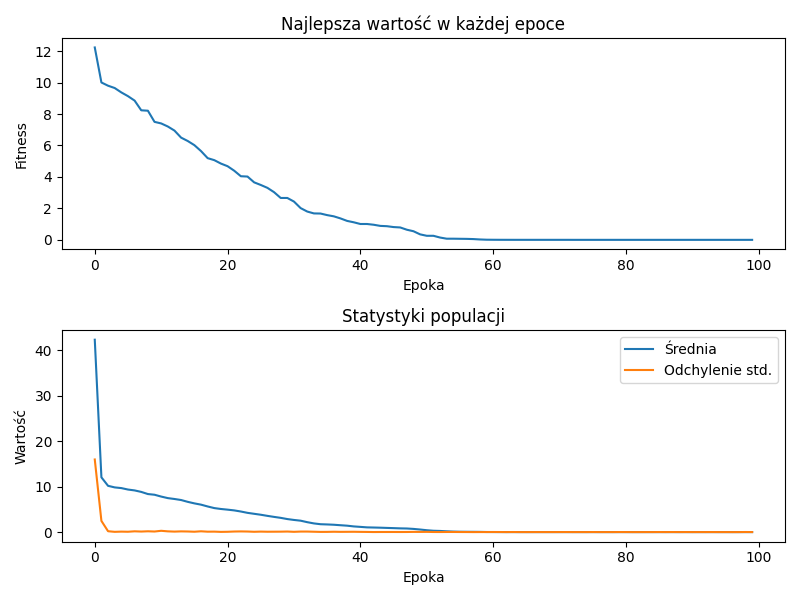 Najlepsza wartość w każdej epoce
12
10
8
6
4
2
0
Fitness
0 20 40 60 80 100
Epoka
Statystyki populacji
40
30
20
10
0
Wartość
Średnia
Odchylenie std.
0 20 40 60 80 100
Epoka